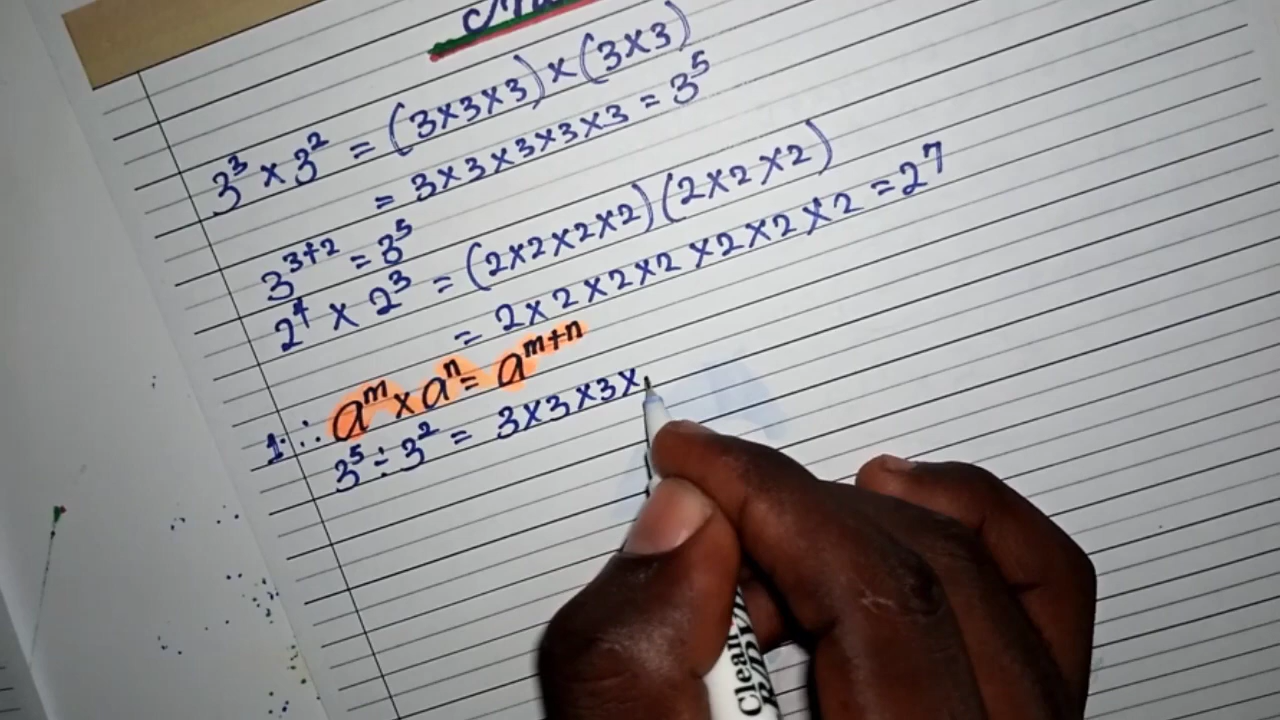 3³ × 3² = (3×3×3) × (3×3)
= 3×3×3×3×3 = 3⁵
3³⁺² = 3⁵
2⁴ × 2³ = (2×2×2×2)(2×2×2)
= 2×2×2×2×2×2×2 = 2⁷
1. ∴ aᵐ × aⁿ = aᵐ⁺ⁿ
3⁵ ÷ 3² = 3×3×3×
Clean